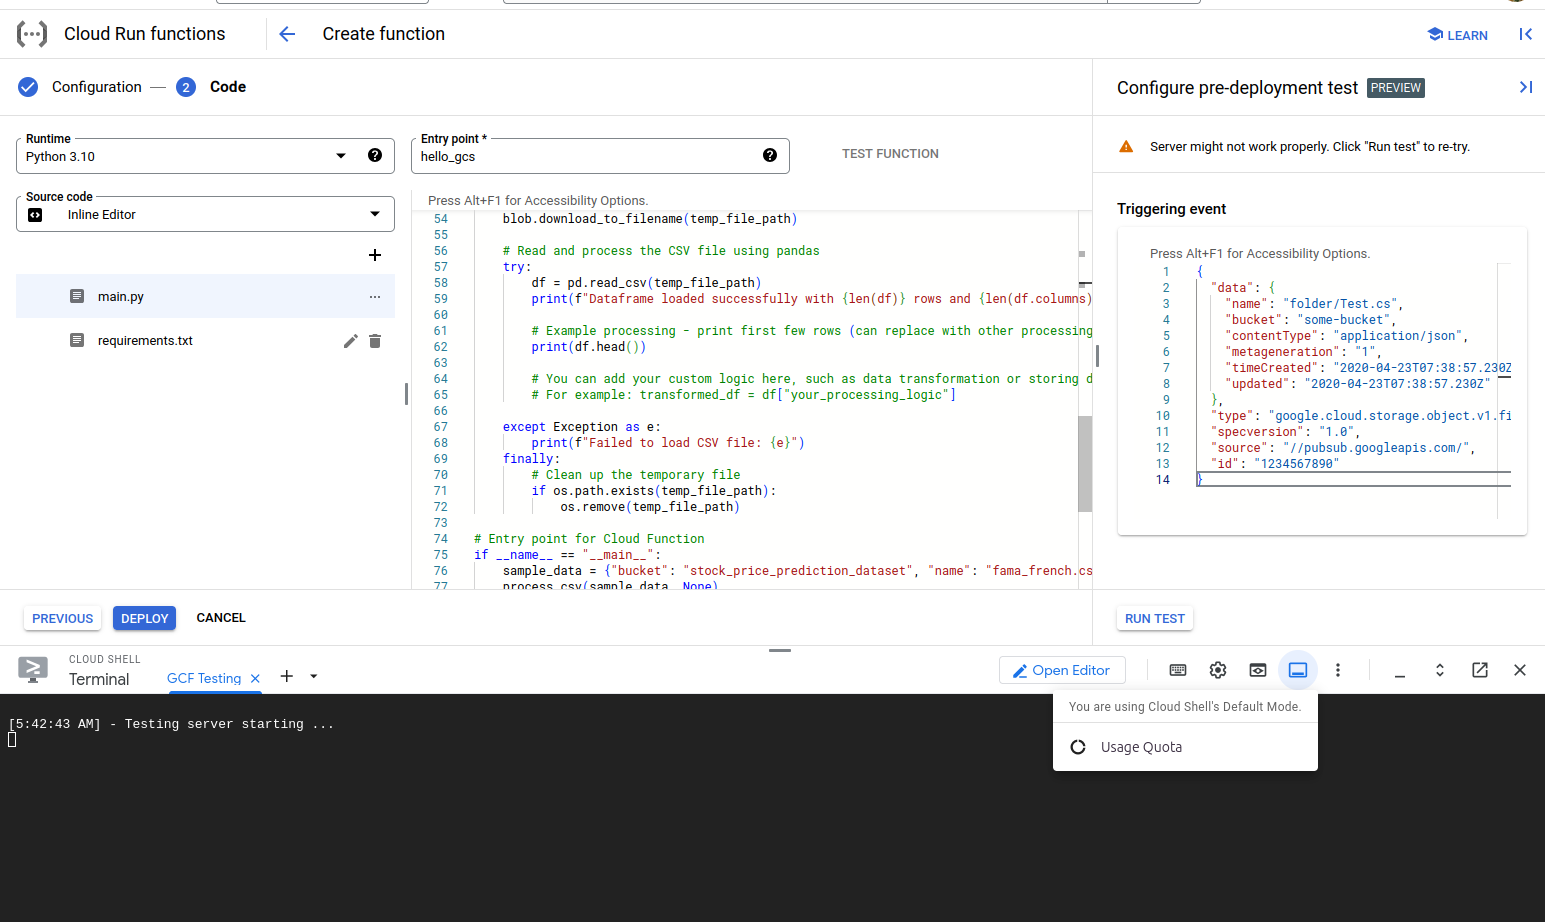 Cloud Run functions
Create function
LEARN
Configuration
2
Code
Configure pre-deployment test
PREVIEW
Runtime
Python 3.10
Entry point *
hello_gcs
TEST FUNCTION
Server might not work properly. Click "Run test" to re-try.
Source code
Inline Editor
main.py
requirements.txt
Press Alt+F1 for Accessibility Options.
54 blob.download_to_filename(temp_file_path)
55
56 # Read and process the CSV file using pandas
57 try:
58 df = pd.read_csv(temp_file_path)
59 print(f"Dataframe loaded successfully with {len(df)} rows and {len(df.columns)
60
61 # Example processing - print first few rows (can replace with other processing
62 print(df.head())
63
64 # You can add your custom logic here, such as data transformation or storing d
65 # For example: transformed_df = df["your_processing_logic"]
66
67 except Exception as e:
68 print(f"Failed to load CSV file: {e}")
69 finally:
70 # Clean up the temporary file
71 if os.path.exists(temp_file_path):
72 os.remove(temp_file_path)
73
74 # Entry point for Cloud Function
75 if __name__ == "__main__":
76 sample_data = {"bucket": "stock_price_prediction_dataset", "name": "fama_french.cs
77 process_csv(sample_data, None)
Triggering event
Press Alt+F1 for Accessibility Options.
1 {
2 "data": {
3 "name": "folder/Test.cs",
4 "bucket": "some-bucket",
5 "contentType": "application/json",
6 "metageneration": "1",
7 "timeCreated": "2020-04-23T07:38:57.230Z
8 "updated": "2020-04-23T07:38:57.230Z"
9 },
10 "type": "google.cloud.storage.object.v1.fi
11 "specversion": "1.0",
12 "source": "//pubsub.googleapis.com/",
13 "id": "1234567890"
14 }
PREVIOUS
DEPLOY
CANCEL
RUN TEST
CLOUD SHELL
Terminal
GCF Testing
Open Editor
You are using Cloud Shell's Default Mode.
Usage Quota
[5:42:43 AM] - Testing server starting ...